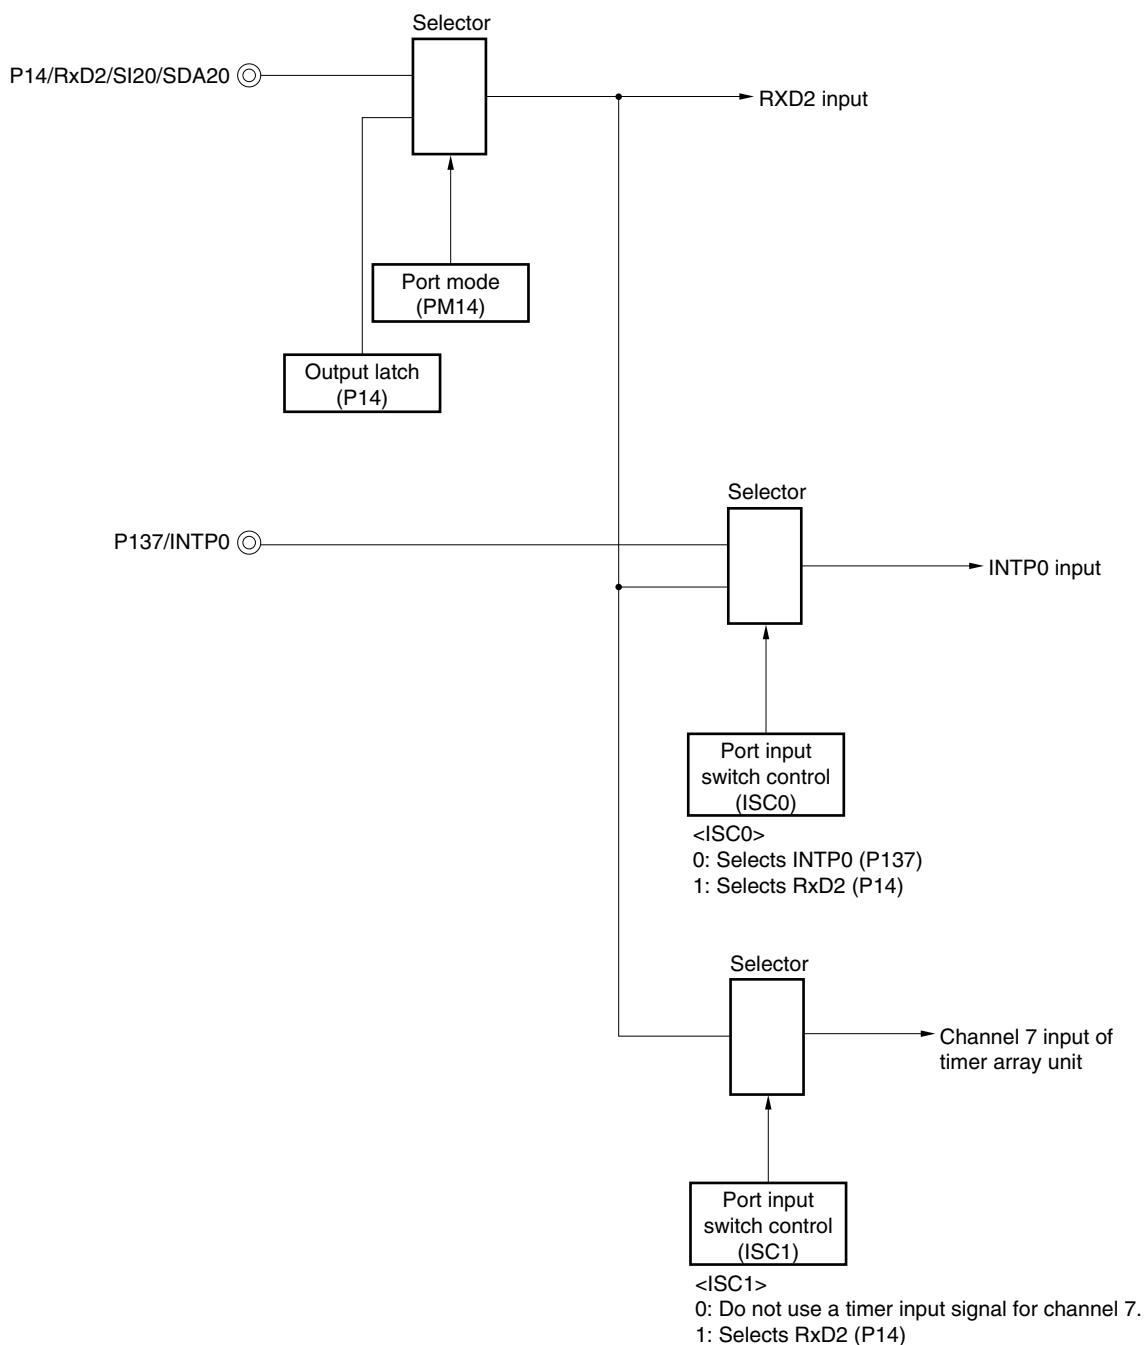 Selector
P14/RxD2/SI20/SDA20
RXD2 input
Port mode
(PM14)
Output latch
(P14)
Selector
P137/INTP0
INTP0 input
Port input
switch control
(ISC0)
<ISC0>
0: Selects INTP0 (P137)
1: Selects RxD2 (P14)
Selector
Channel 7 input of
timer array unit
Port input
switch control
(ISC1)
<ISC1>
0: Do not use a timer input signal for channel 7.
1: Selects RxD2 (P14)